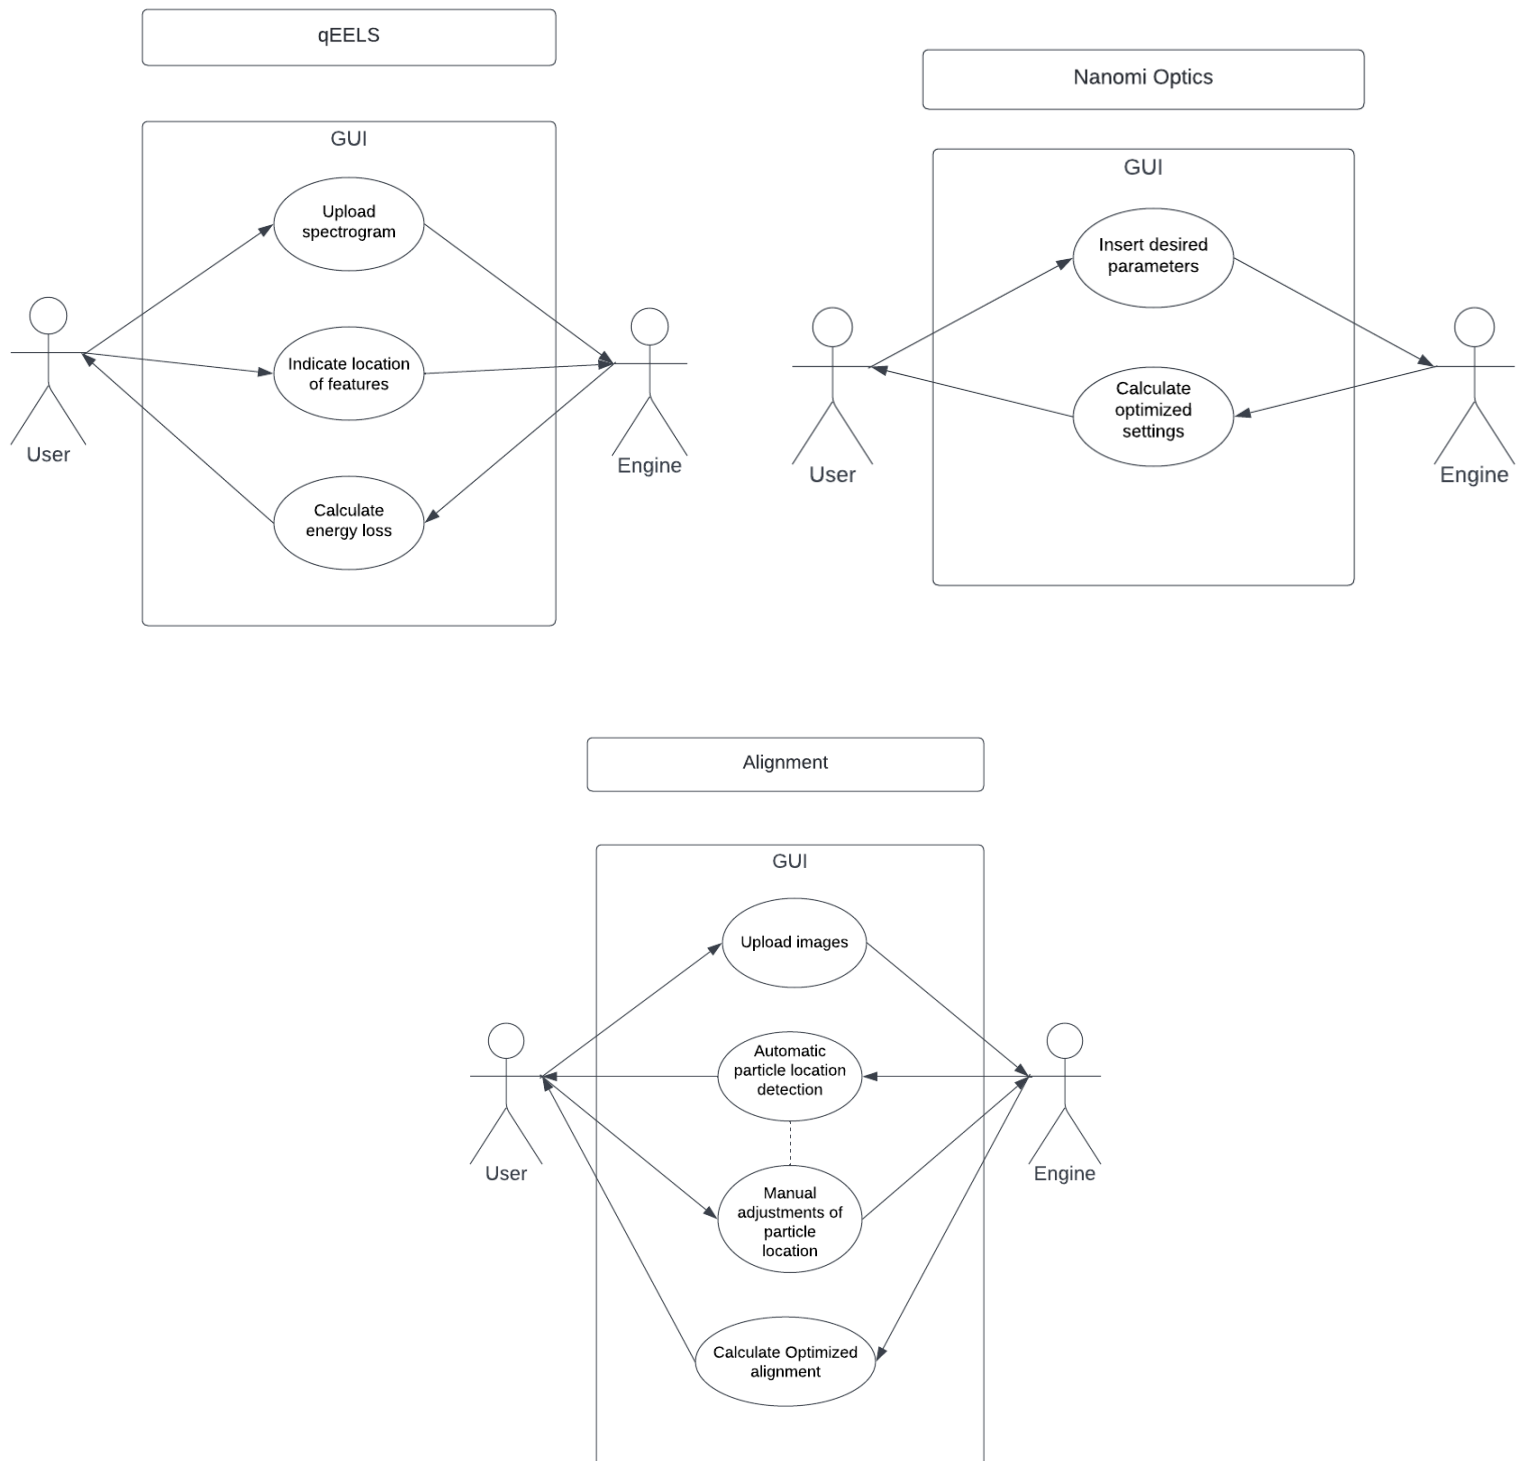 qEELS
GUI
Upload
spectrogram
Indicate location
of features
Calculate
energy loss
User
Engine
Nanomi Optics
GUI
Insert desired
parameters
Calculate
optimized
settings
User
Engine
Alignment
GUI
Upload images
Automatic
particle location
detection
Manual
adjustments of
particle
location
Calculate Optimized
alignment
User
Engine